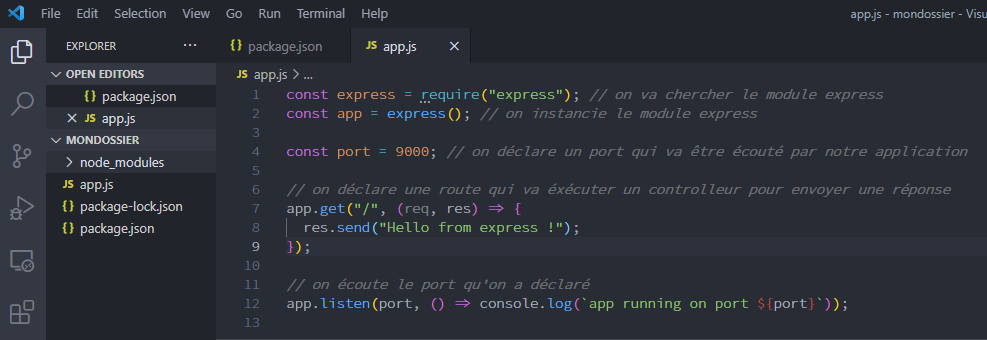 File Edit Selection View Go Run Terminal Help app.js - mondossier - Visu
EXPLORER ...
OPEN EDITORS
{} package.json
JS app.js
MONDOSSIER
node_modules
JS app.js
{} package-lock.json
{} package.json
{} package.json JS app.js
JS app.js > ...
1 const express = require("express"); // on va chercher le module express
2 const app = express(); // on instancie le module express
3
4 const port = 9000; // on déclare un port qui va être écouté par notre application
5
6 // on déclare une route qui va éxécuter un controlleur pour envoyer une réponse
7 app.get("/", (req, res) => {
8 res.send("Hello from express !");
9 });
10
11 // on écoute le port qu'on a déclaré
12 app.listen(port, () => console.log(`app running on port ${port}`));
13